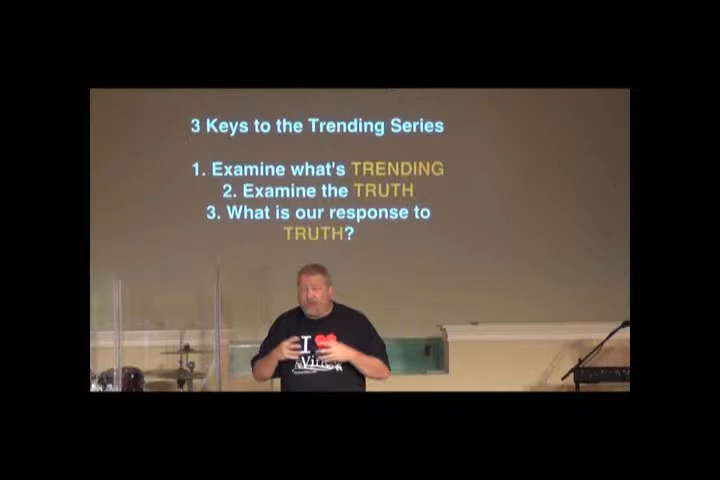 3 Keys to the Trending Series
1. Examine what's TRENDING
2. Examine the TRUTH
3. What is our response to
TRUTH?
I
Vine